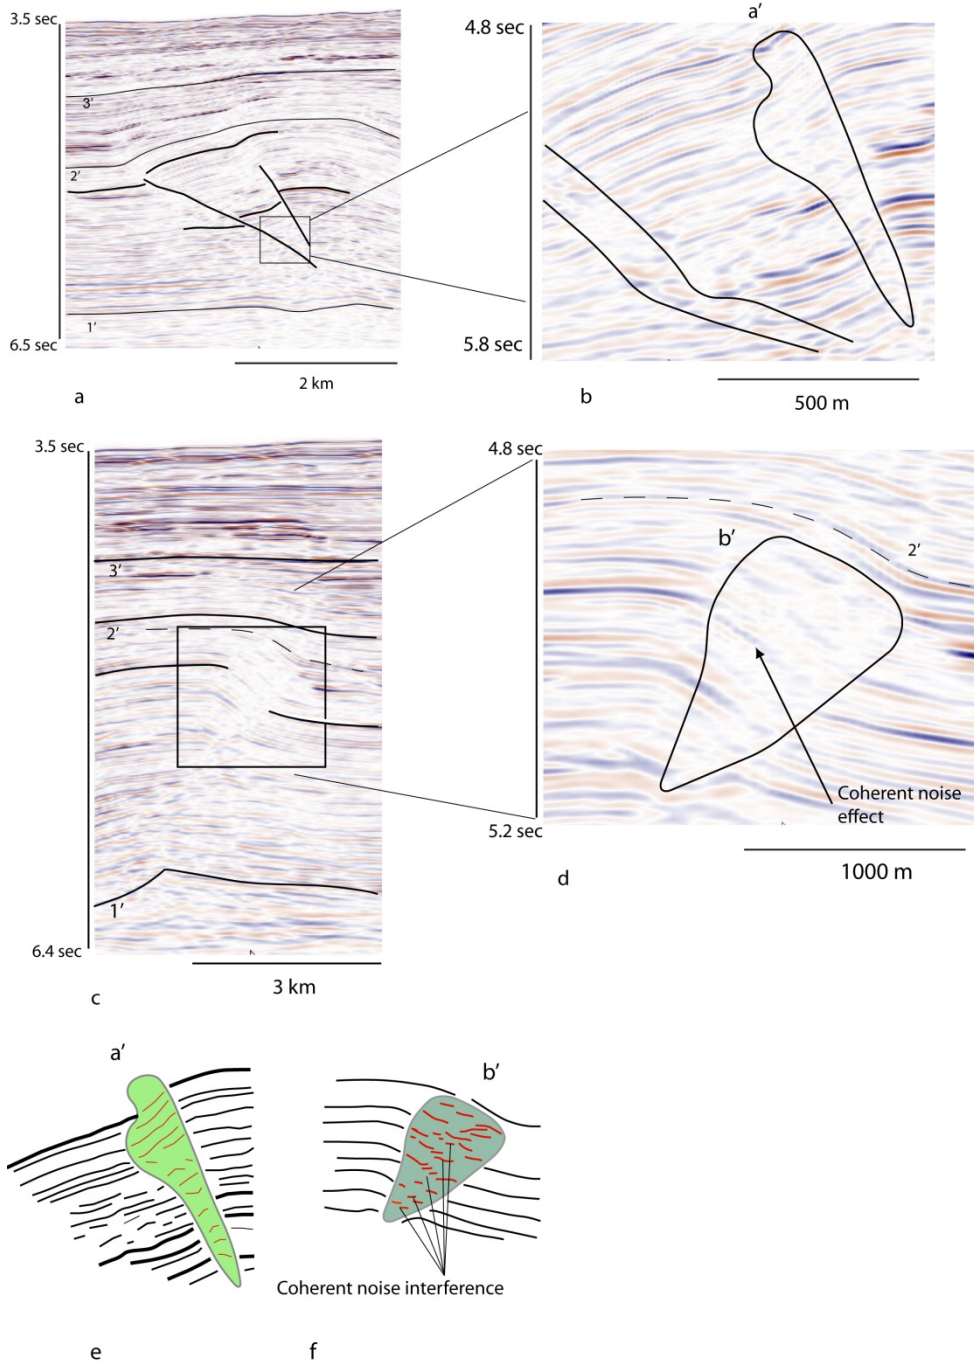 3.5 sec
3'
2'
1'
6.5 sec
2 km
a
a'
4.8 sec
5.8 sec
500 m
b
3.5 sec
3'
2'
1'
6.4 sec
3 km
c
4.8 sec
b'
2'
Coherent noise
effect
5.2 sec
1000 m
d
a'
e
b'
Coherent noise interference
f